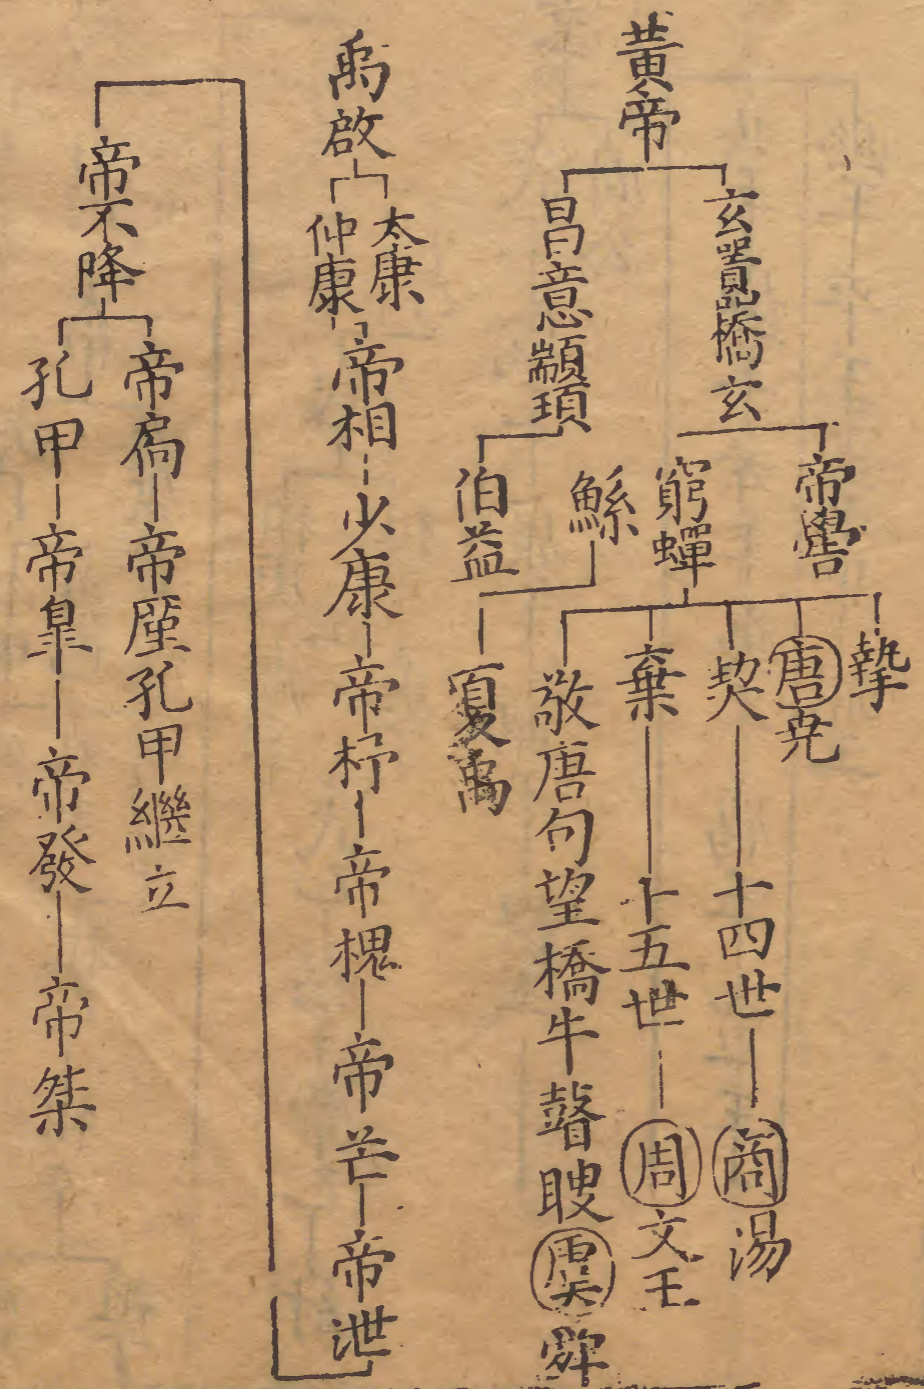 黃帝
玄囂蟜玄
昌意顓頊
帝嚳
窮蟬
鯀
伯益
摯
唐堯
契
十四世
商湯
棄
十五世
周文王
敬唐句望橋牛瞽瞍虞舜
夏禹
禹啟
太康
仲康
帝相
少康
帝杼
帝槐
帝芒
帝泄
帝不降
帝扃
帝厪孔甲繼立
孔甲
帝皐
帝發
帝桀